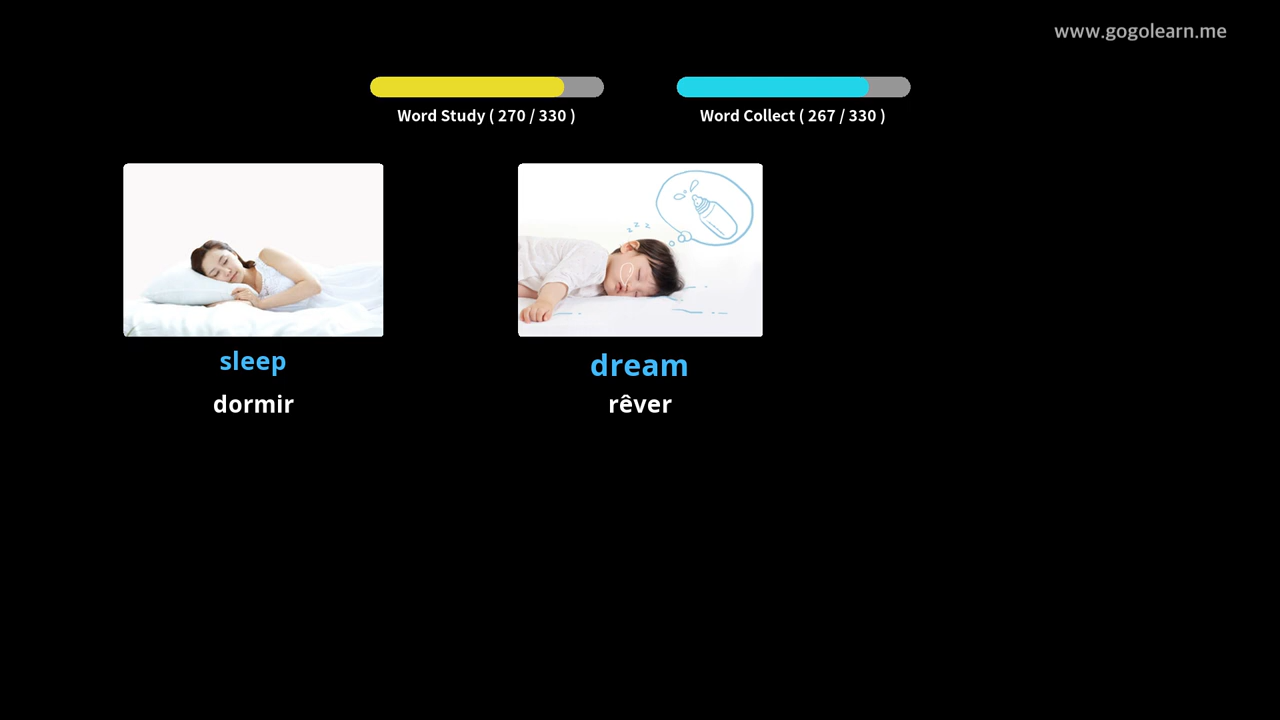 www.gogolearn.me
Word Study ( 270 / 330 )
Word Collect ( 267 / 330 )
z z z
sleep
dream
dormir
rêver